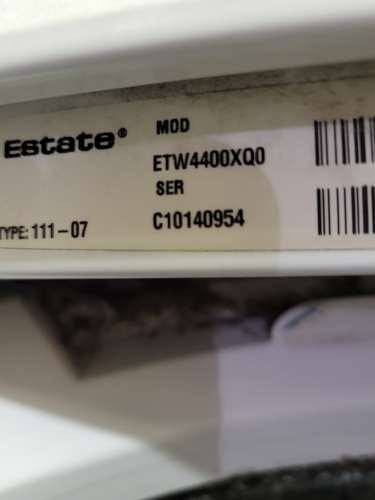 Estate®
MOD
ETW4400XQ0
SER
TYPE: 111-07
C10140954